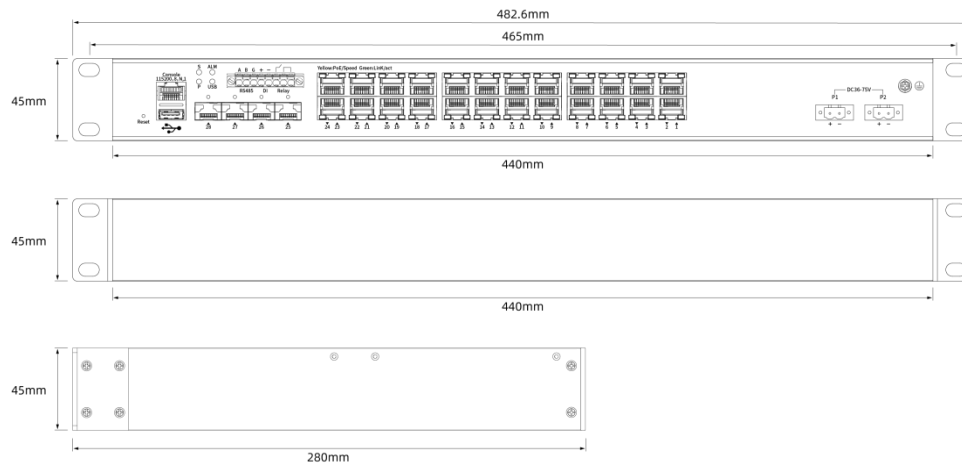 482.6mm
465mm
45mm
Console
115200,8,N,1
S ALM
P USB
A B G + −
RS485 DI Relay
Yellow:PoE/Speed Green:Link/act
Reset
28 27 26 25
24 23 22 21 20 19 18 17 16 15 14 13 12 11 10 9 8 7 6 5 4 3 2 1
DC36-75V
P1 P2
+ − + −
440mm
45mm
440mm
45mm
280mm